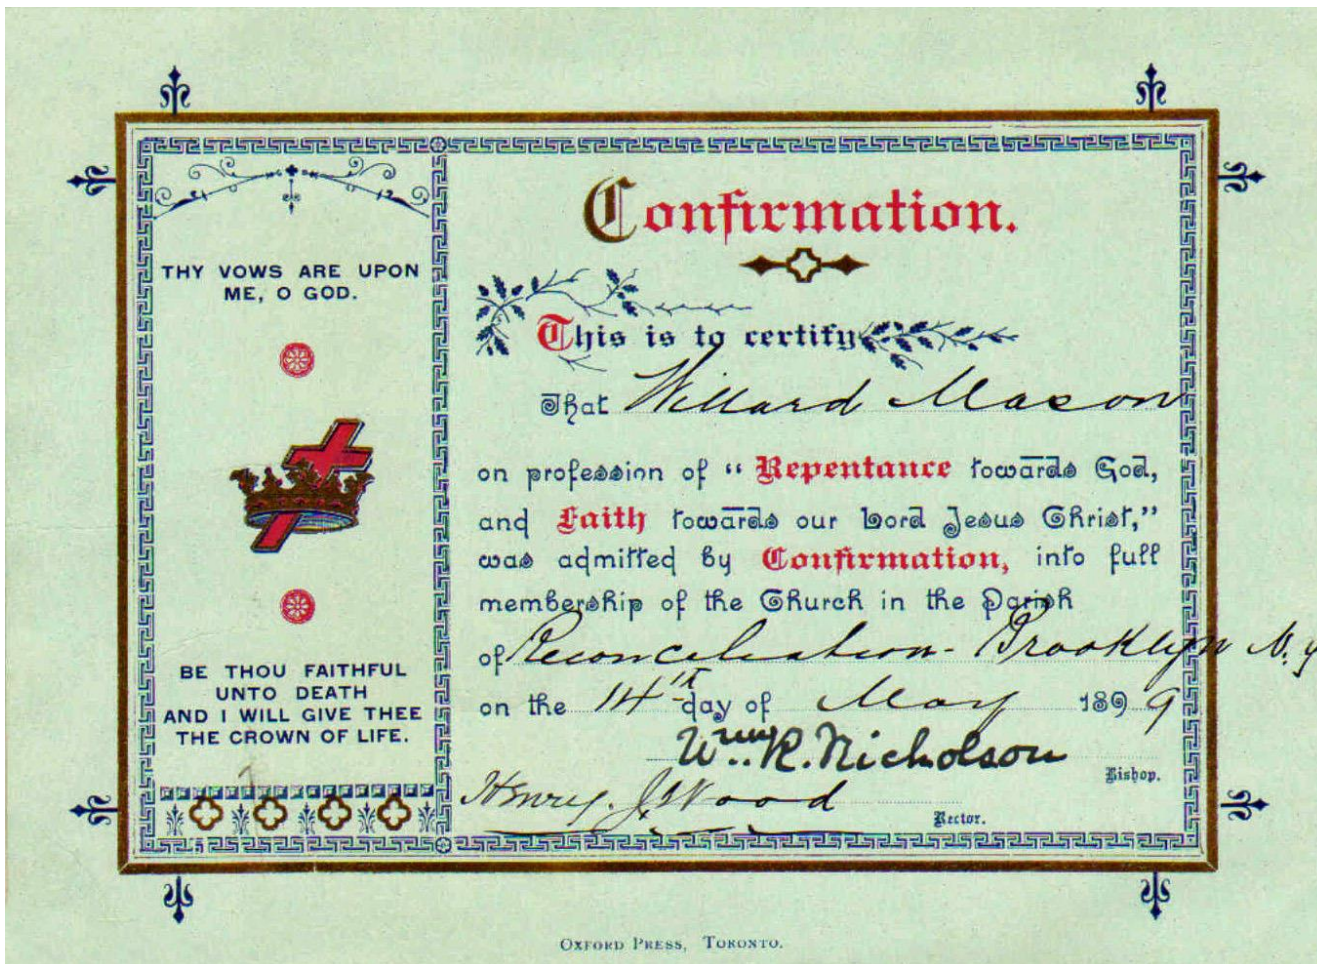 THY VOWS ARE UPON
ME, O GOD.
BE THOU FAITHFUL
UNTO DEATH
AND I WILL GIVE THEE
THE CROWN OF LIFE.
Confirmation.
This is to certify
That Willard Mason
on profession of “ Repentance towards God,
and Faith towards our Lord Jesus Christ,”
was admitted by Confirmation, into full
membership of the Church in the Parish
of Reconciliation - Brooklyn N.Y
on the 14th day of May 1899
Wm. R. Nicholson
Bishop.
Henry. J. Wood
Rector.
OXFORD PRESS, TORONTO.